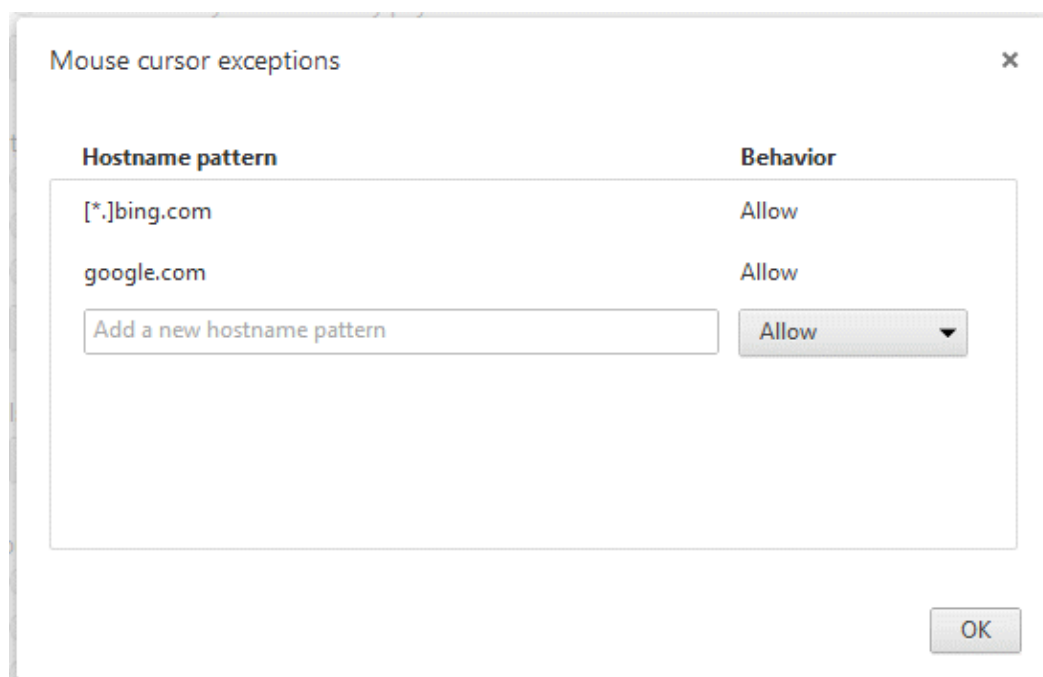 Mouse cursor exceptions ×
Hostname pattern Behavior
[*.]bing.com Allow
google.com Allow
Add a new hostname pattern Allow
OK